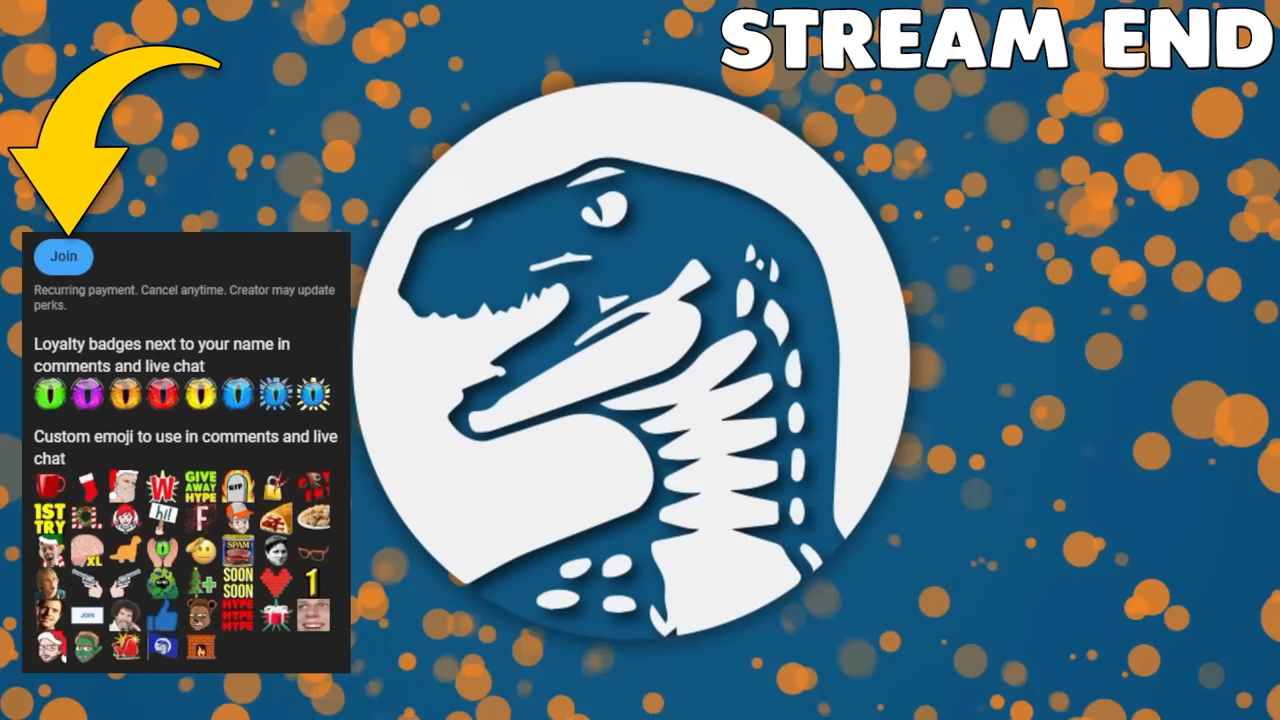 STREAM END
Join
Recurring payment. Cancel anytime. Creator may update
perks.
Loyalty badges next to your name in
comments and live chat
Custom emoji to use in comments and live
chat
W
GIVE
AWAY
HYPE
RIP
1ST
TRY
hi!
F
XL
SPAM
SOON
SOON
1
JOIN
HYPE
HYPE
HYPE